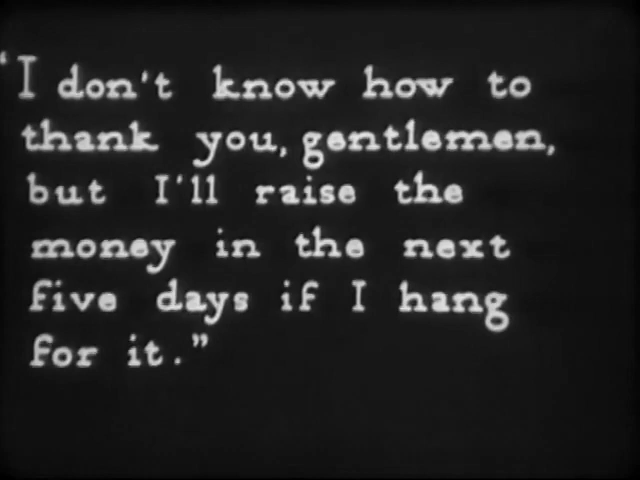 "I don't know how to
thank you, gentlemen,
but I'll raise the
money in the next
five days if I hang
for it."